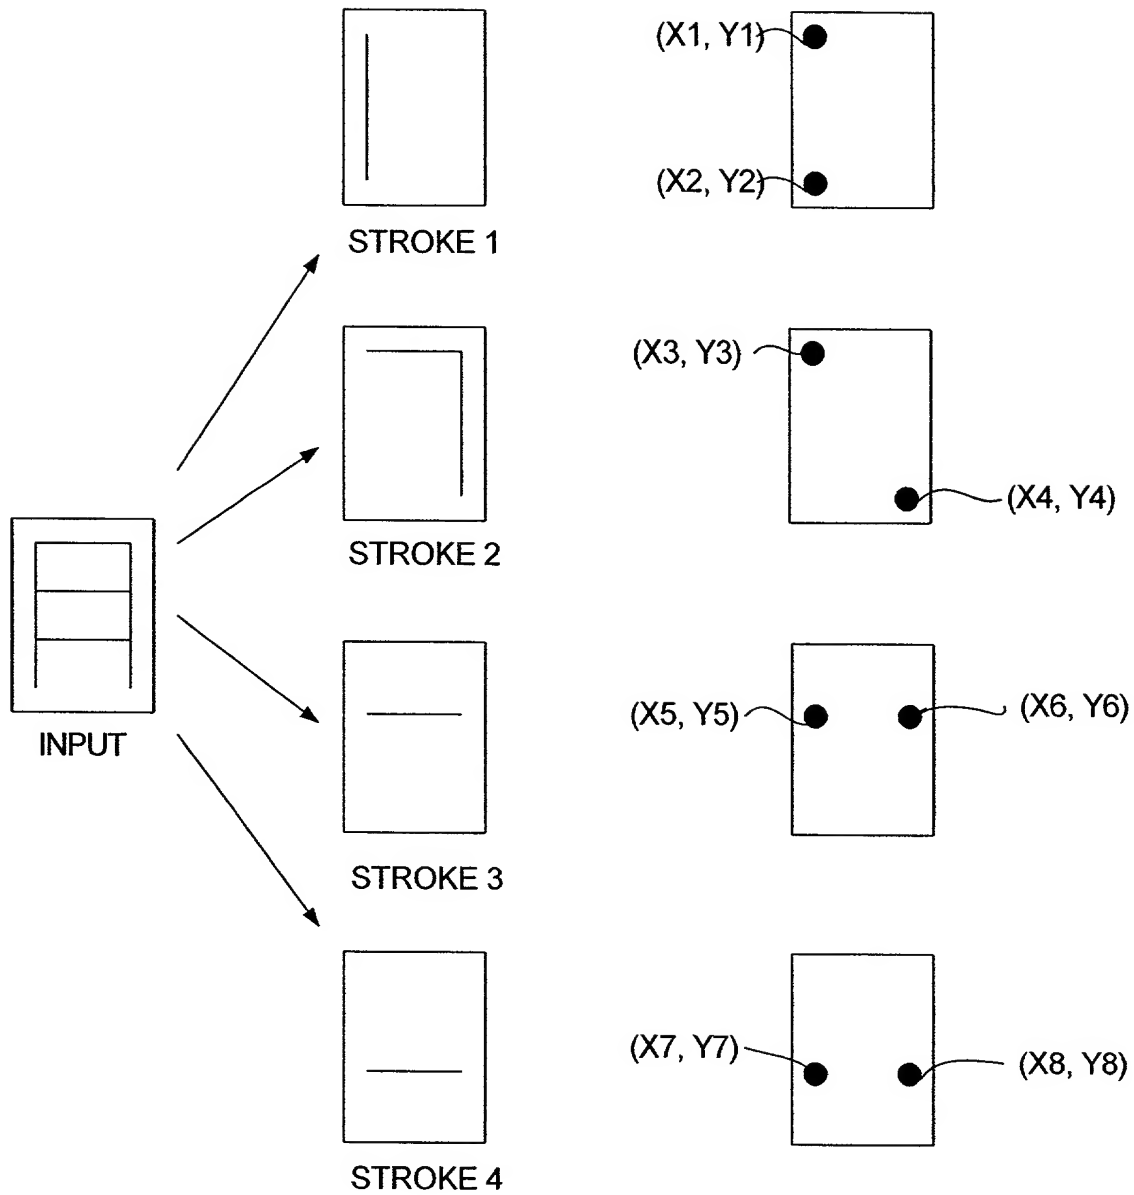 (X1, Y1)
(X2, Y2)
STROKE 1
(X3, Y3)
(X4, Y4)
STROKE 2
INPUT
(X5, Y5)
(X6, Y6)
STROKE 3
(X7, Y7)
(X8, Y8)
STROKE 4